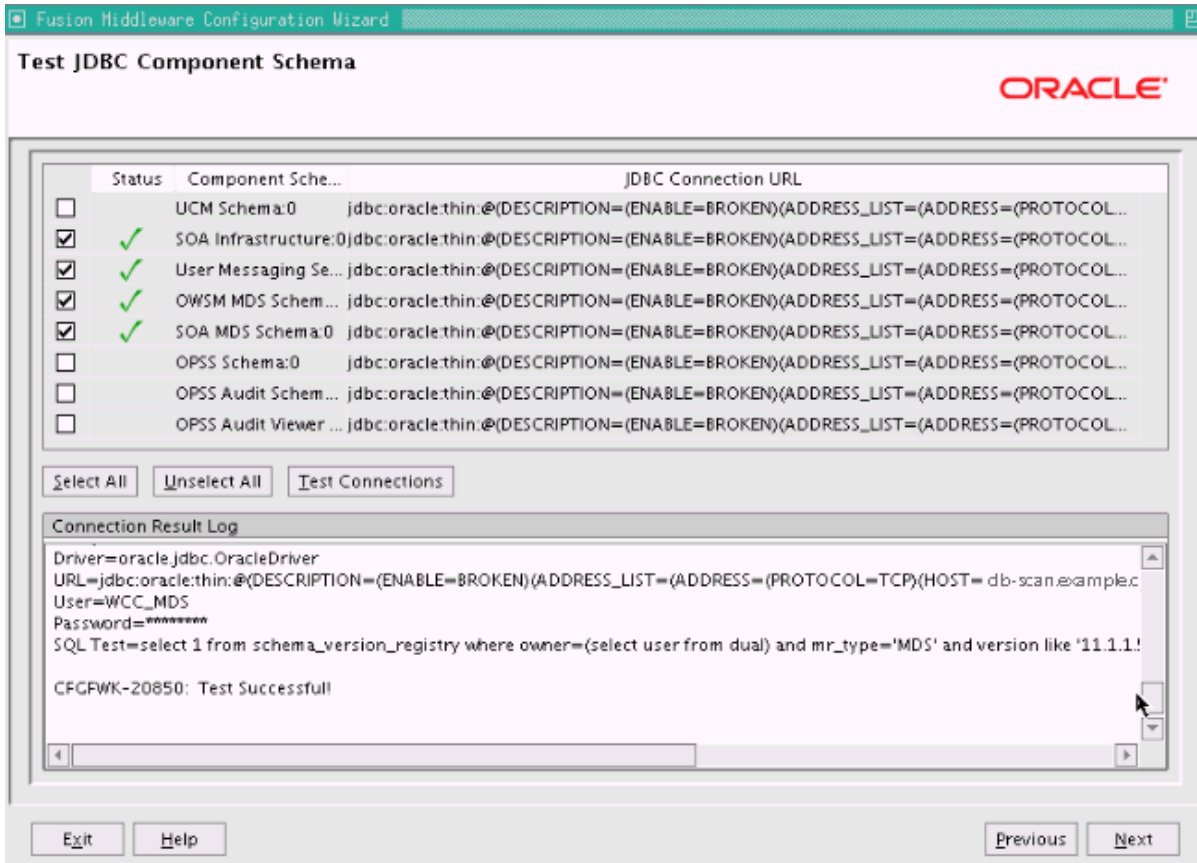 Fusion Middleware Configuration Wizard
Test JDBC Component Schema
ORACLE
Status Component Sche... JDBC Connection URL
UCM Schema:0 jdbc:oracle:thin:@(DESCRIPTION=(ENABLE=BROKEN)(ADDRESS_LIST=(ADDRESS=(PROTOCOL...
SOA Infrastructure:0 jdbc:oracle:thin:@(DESCRIPTION=(ENABLE=BROKEN)(ADDRESS_LIST=(ADDRESS=(PROTOCOL...
User Messaging Se... jdbc:oracle:thin:@(DESCRIPTION=(ENABLE=BROKEN)(ADDRESS_LIST=(ADDRESS=(PROTOCOL...
OWSM MDS Schem... jdbc:oracle:thin:@(DESCRIPTION=(ENABLE=BROKEN)(ADDRESS_LIST=(ADDRESS=(PROTOCOL...
SOA MDS Schema:0 jdbc:oracle:thin:@(DESCRIPTION=(ENABLE=BROKEN)(ADDRESS_LIST=(ADDRESS=(PROTOCOL...
OPSS Schema:0 jdbc:oracle:thin:@(DESCRIPTION=(ENABLE=BROKEN)(ADDRESS_LIST=(ADDRESS=(PROTOCOL...
OPSS Audit Schem... jdbc:oracle:thin:@(DESCRIPTION=(ENABLE=BROKEN)(ADDRESS_LIST=(ADDRESS=(PROTOCOL...
OPSS Audit Viewer ... jdbc:oracle:thin:@(DESCRIPTION=(ENABLE=BROKEN)(ADDRESS_LIST=(ADDRESS=(PROTOCOL...
Select All Unselect All Test Connections
Connection Result Log
Driver=oracle.jdbc.OracleDriver
URL=jdbc:oracle:thin:@(DESCRIPTION=(ENABLE=BROKEN)(ADDRESS_LIST=(ADDRESS=(PROTOCOL=TCP)(HOST= db-scan.example.c
User=WCC_MDS
Password=********
SQL Test=select 1 from schema_version_registry where owner=(select user from dual) and mr_type='MDS' and version like '11.1.1.
CFGFWK-20850: Test Successful!
Exit Help Previous Next